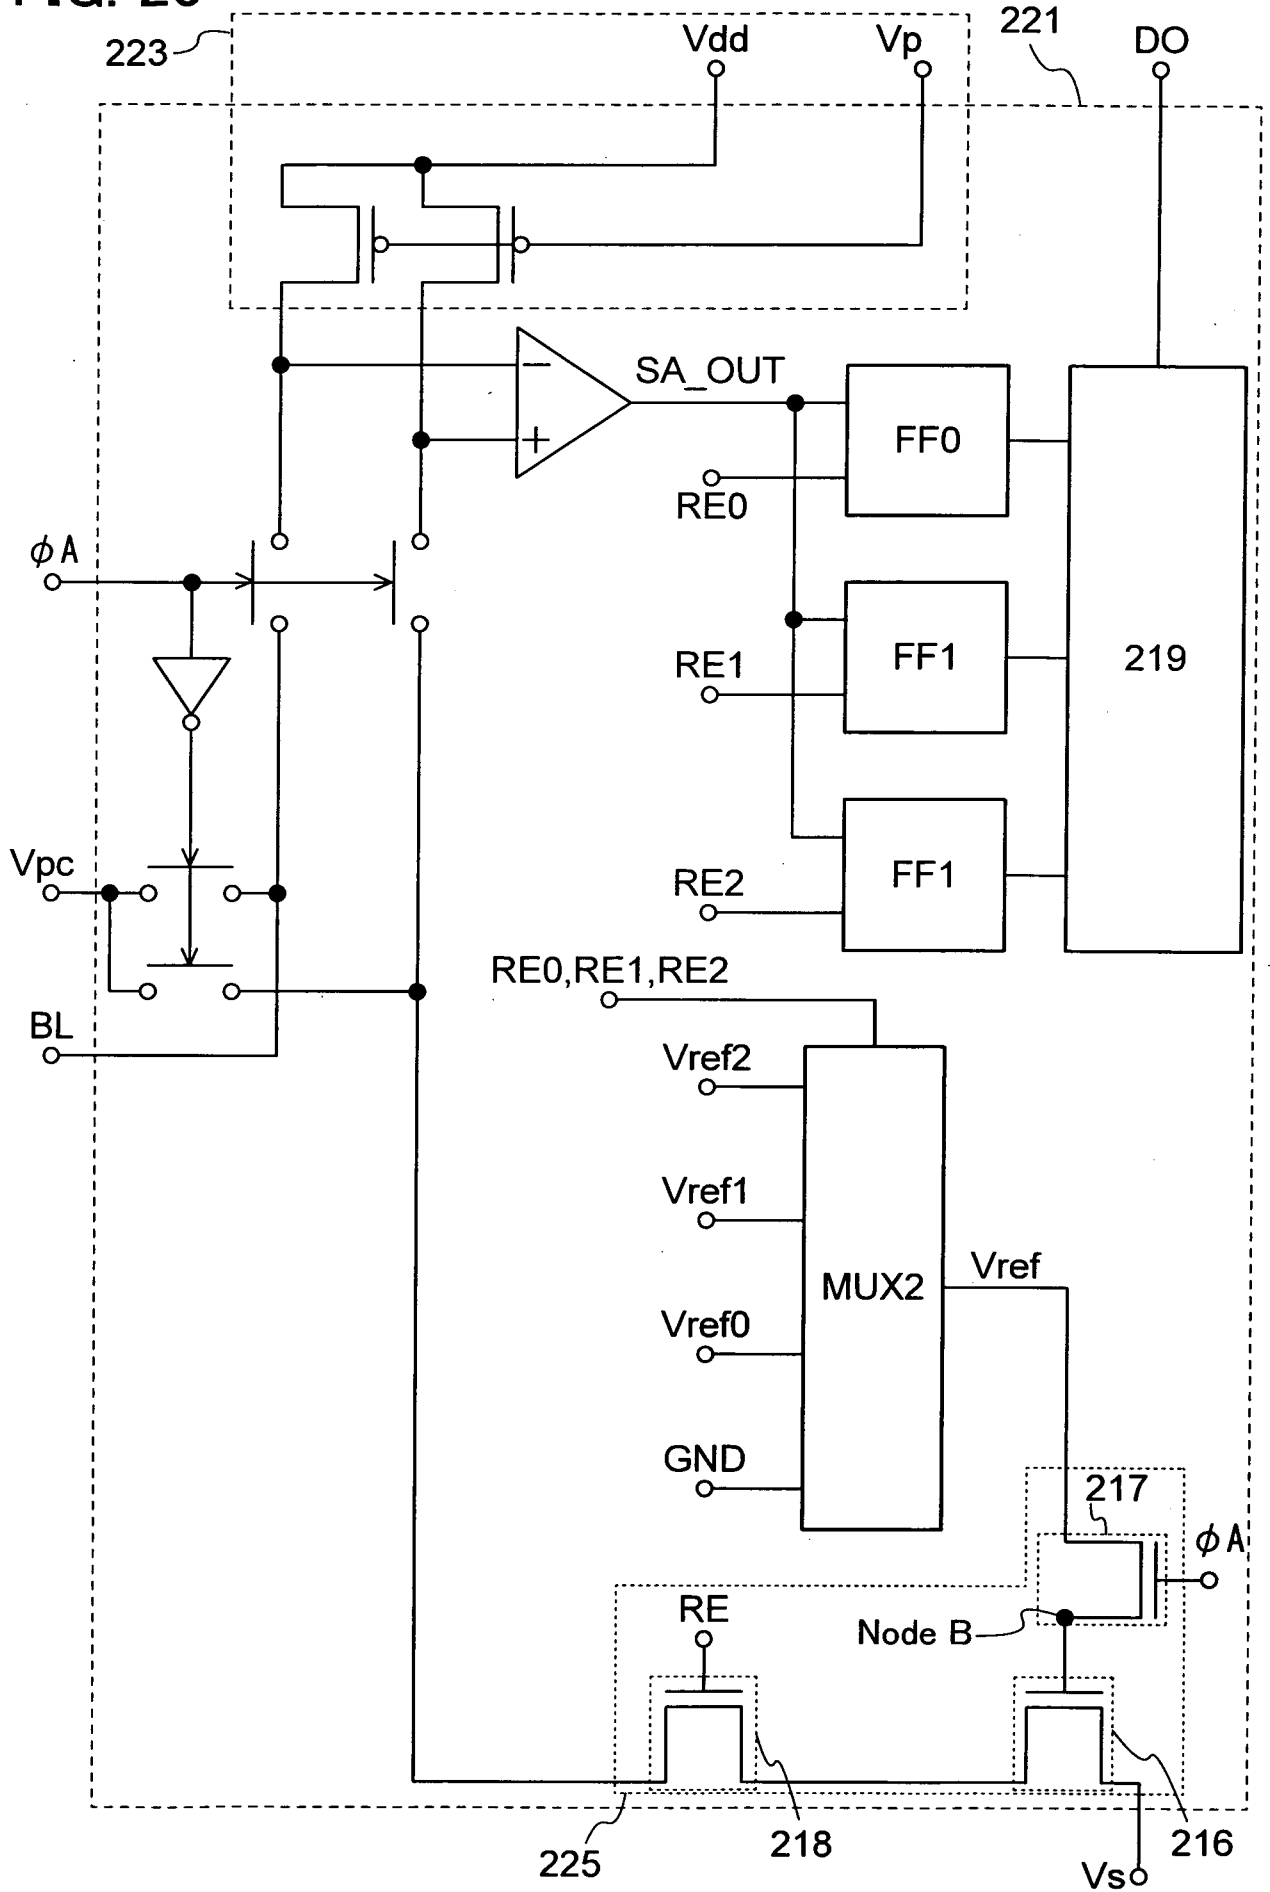 223
Vdd
Vp
221
DO
SA_OUT
−
+
FF0
RE0
φA
RE1
FF1
219
Vpc
RE2
FF1
RE0,RE1,RE2
BL
Vref2
Vref1
MUX2
Vref
Vref0
GND
217
φA
RE
Node B
218
216
225
Vs